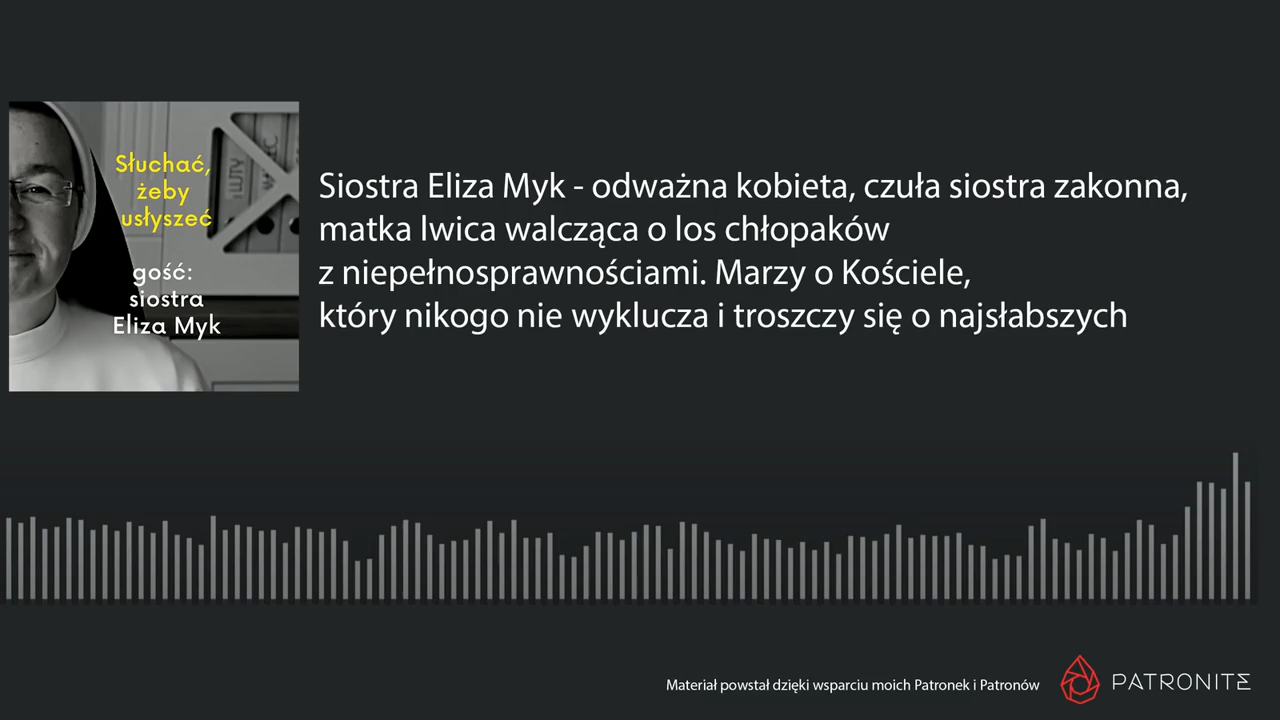 Słuchać,
żeby
usłyszeć
gość:
siostra
Eliza Myk
LUTY
Siostra Eliza Myk - odważna kobieta, czuła siostra zakonna,
matka lwica walcząca o los chłopaków
z niepełnosprawnościami. Marzy o Kościele,
który nikogo nie wyklucza i troszczy się o najsłabszych
Materiał powstał dzięki wsparciu moich Patronek i Patronów
PATRONITE